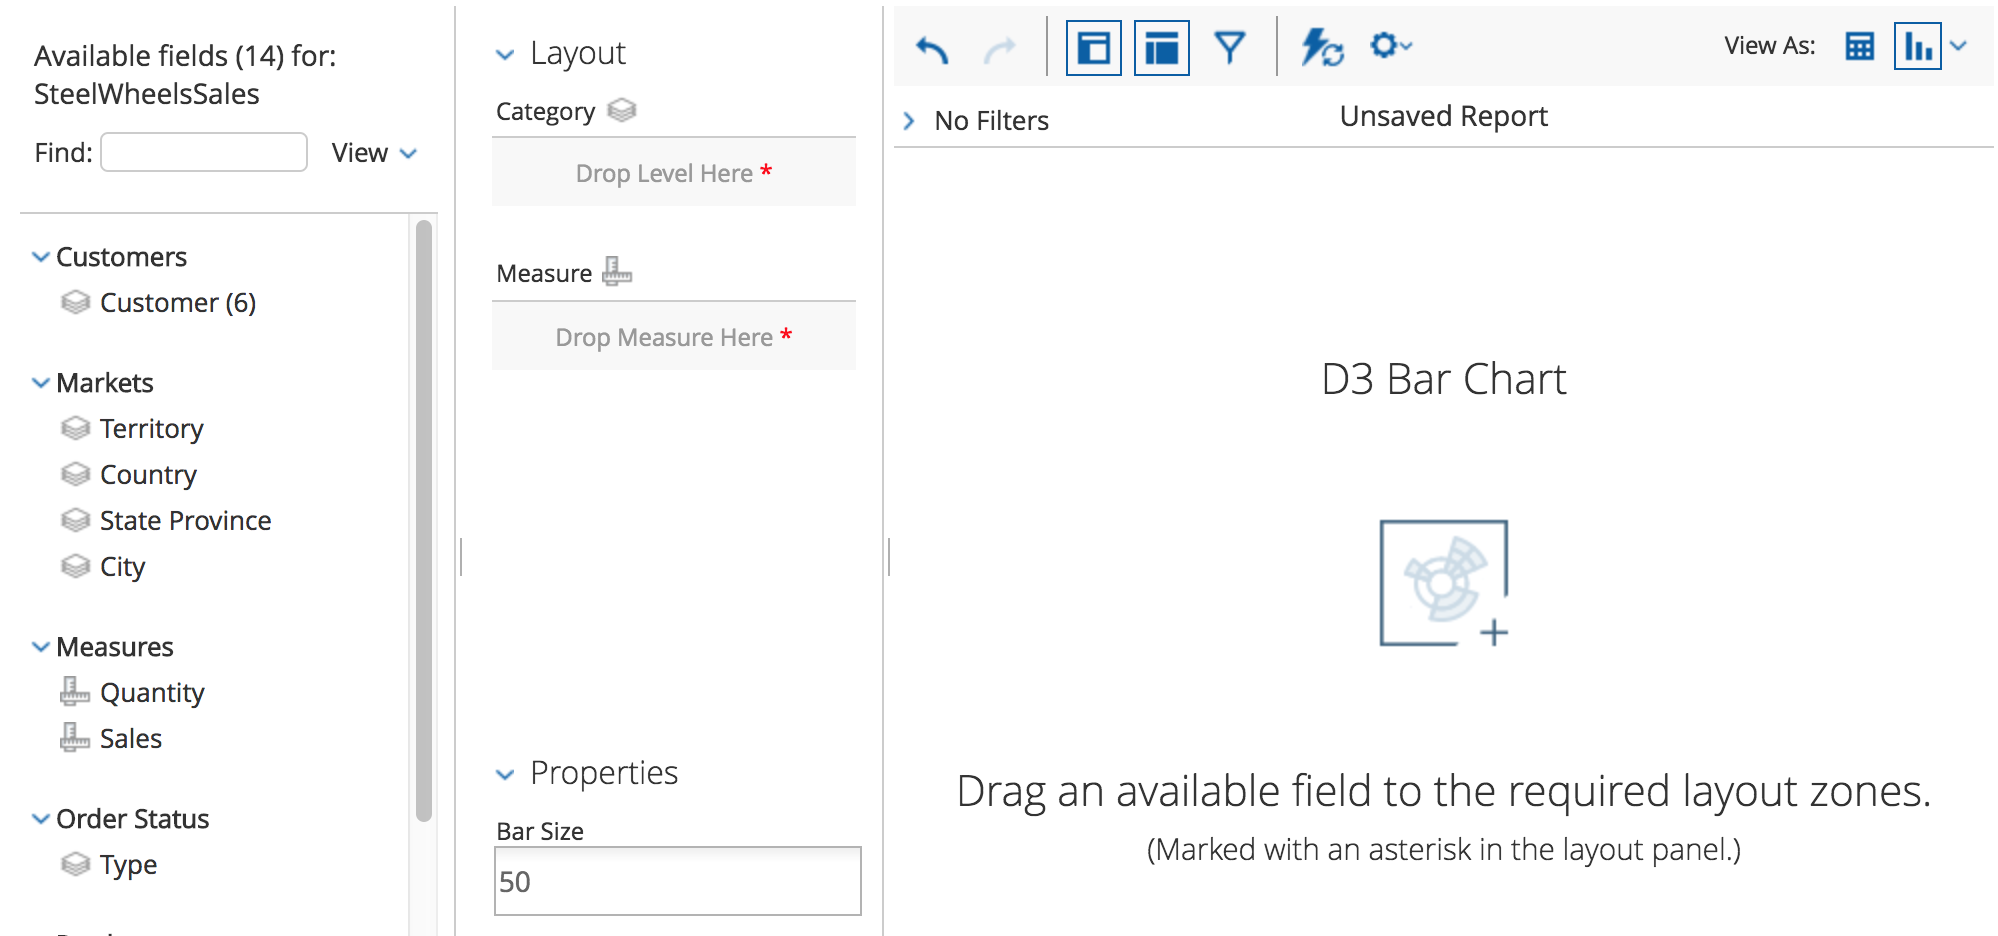 Available fields (14) for:
SteelWheelsSales
Find:
View
Customers
Customer (6)
Markets
Territory
Country
State Province
City
Measures
Quantity
Sales
Order Status
Type
Layout
Category
Drop Level Here *
Measure
Drop Measure Here *
Properties
Bar Size
50
View As:
No Filters
Unsaved Report
D3 Bar Chart
Drag an available field to the required layout zones.
(Marked with an asterisk in the layout panel.)